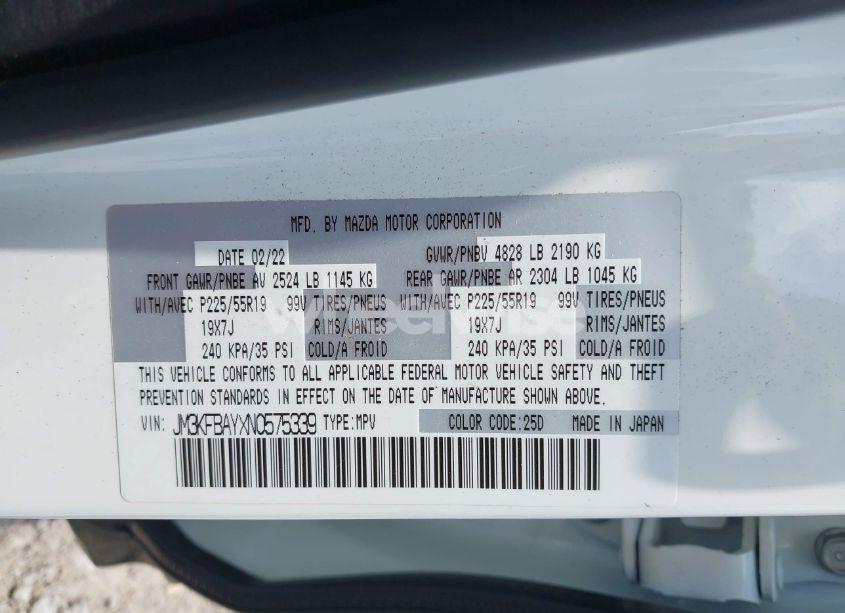 MFD. BY MAZDA MOTOR CORPORATION
DATE 02/22 GVWR/PNBV 4828 LB 2190 KG
FRONT GAWR/PNBE AV 2524 LB 1145 KG REAR GAWR/PNBE AR 2304 LB 1045 KG
WITH/AVEC P225/55R19 99V TIRES/PNEUS WITH/AVEC P225/55R19 99V TIRES/PNEUS
19X7J RIMS/JANTES 19X7J RIMS/JANTES
240 KPA/35 PSI COLD/A FROID 240 KPA/35 PSI COLD/A FROID
THIS VEHICLE CONFORMS TO ALL APPLICABLE FEDERAL MOTOR VEHICLE SAFETY AND THEFT
PREVENTION STANDARDS IN EFFECT ON THE DATE OF MANUFACTURE SHOWN ABOVE.
VIN: JM3KFBAYXN0575339 TYPE:MPV COLOR CODE:25D MADE IN JAPAN